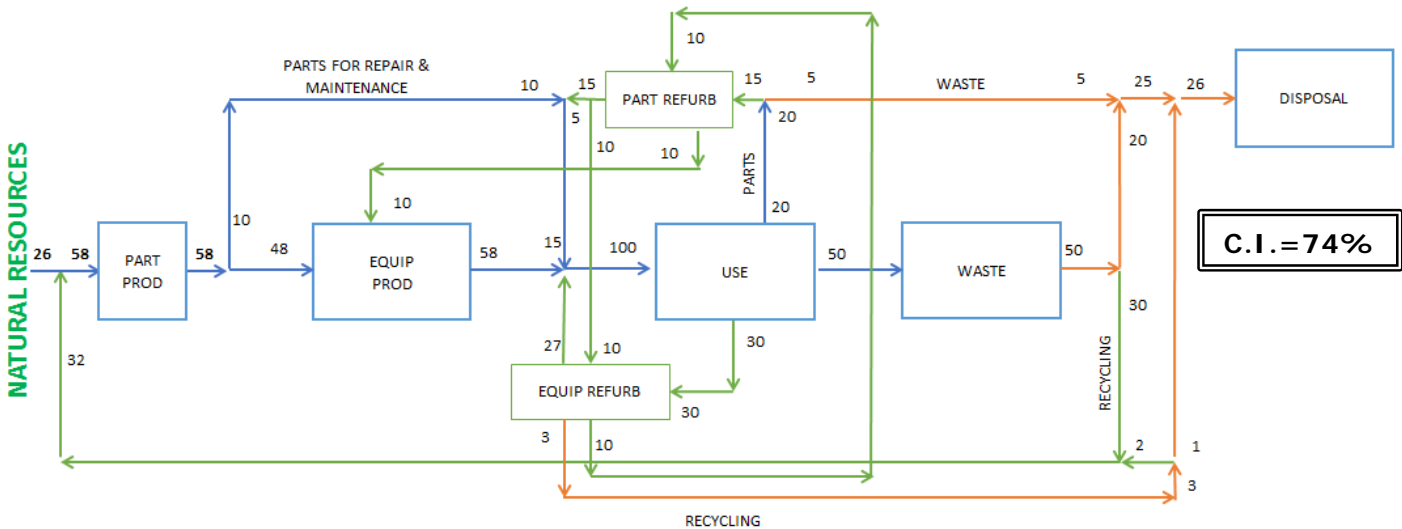 10
10
PARTS FOR REPAIR &
MAINTENANCE
10
15
PART REFURB
15
5
WASTE
5
25
26
DISPOSAL
5
20
10
10
20
PARTS
NATURAL RESOURCES
10
10
20
C.I.=74%
26
58
PART
PROD
58
48
EQUIP
PROD
58
15
100
USE
50
WASTE
50
30
32
27
10
30
EQUIP REFURB
30
RECYCLING
3
10
2
1
3
RECYCLING